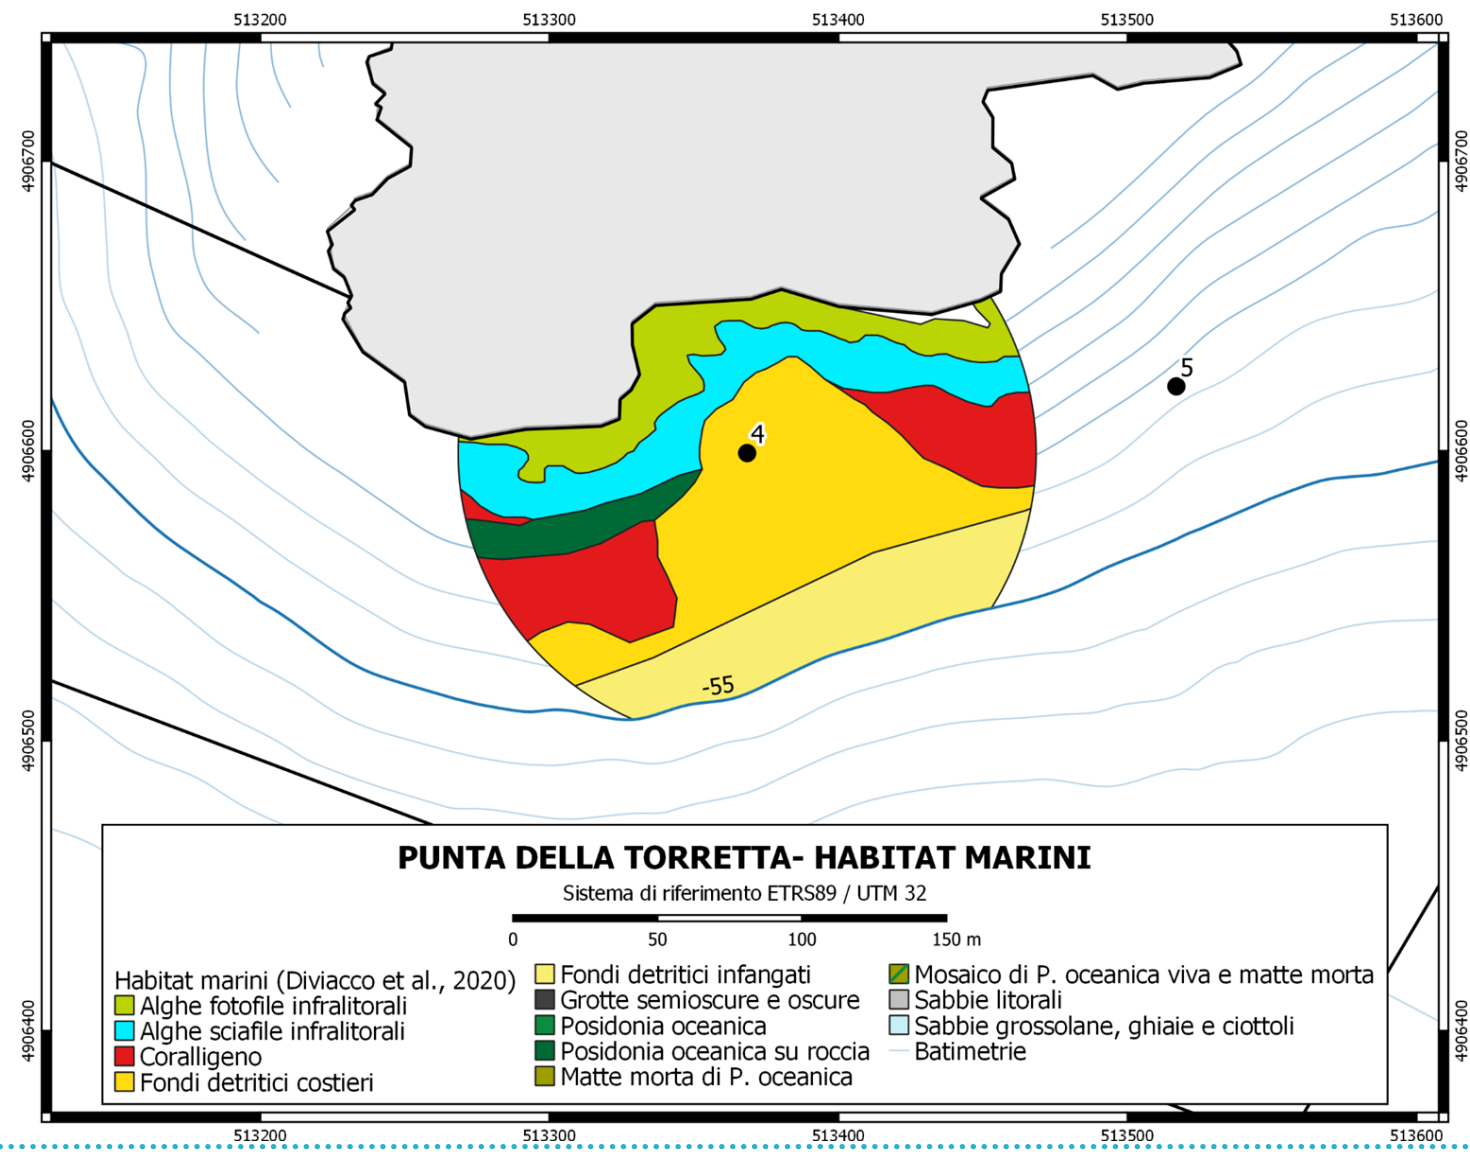 513200 513300 513400 513500 513600
4906700 4906700
5
4
4906600 4906600
-55
4906500 4906500
PUNTA DELLA TORRETTA- HABITAT MARINI
Sistema di riferimento ETRS89 / UTM 32
0 50 100 150 m
Habitat marini (Diviacco et al., 2020)
Alghe fotofile infralitorali
Alghe sciafile infralitorali
Coralligeno
Fondi detritici costieri
Fondi detritici infangati
Grotte semioscure e oscure
Posidonia oceanica
Posidonia oceanica su roccia
Matte morta di P. oceanica
Mosaico di P. oceanica viva e matte morta
Sabbie litorali
Sabbie grossolane, ghiaie e ciottoli
Batimetrie
4906400 4906400
513200 513300 513400 513500 513600